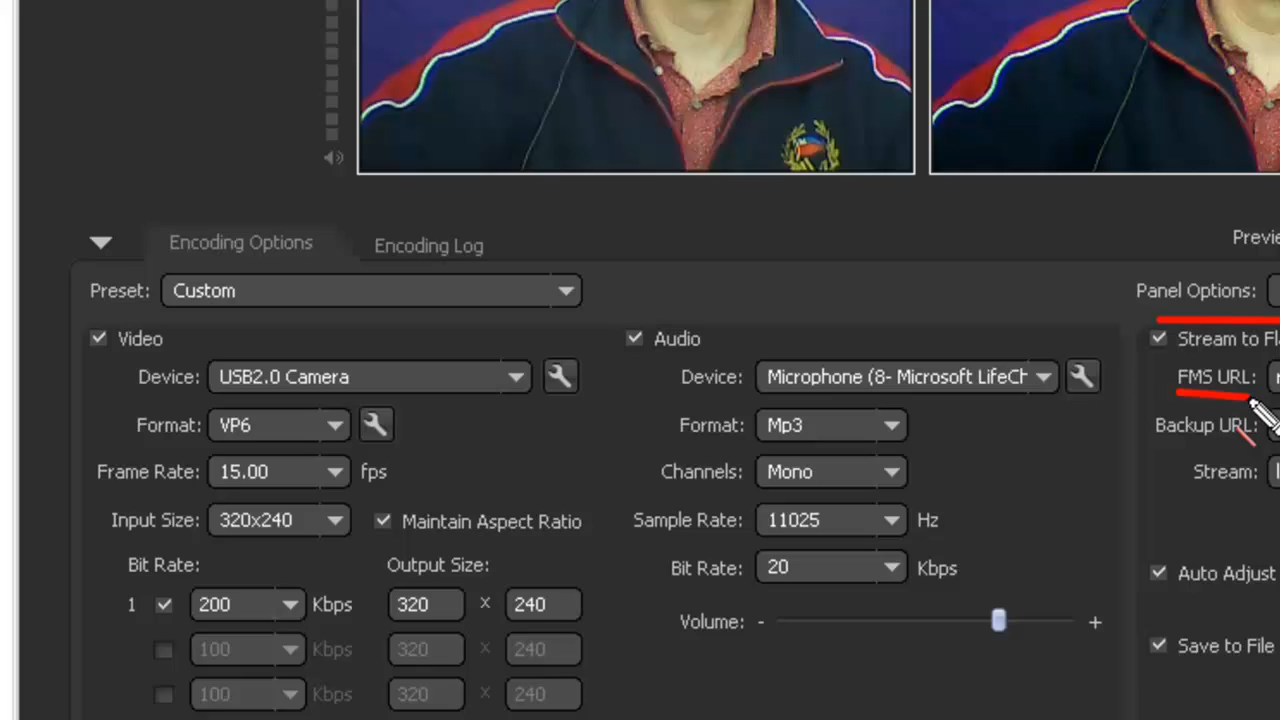 Encoding Options Encoding Log
Preset: Custom Panel Options:
Video Audio Stream to
Device: USB2.0 Camera Device: Microphone (8- Microsoft FMS URL:
Format: VP6 Format: Mp3 Backup URL:
Frame Rate: 15.00 fps Channels: Mono Stream:
Input Size: 320x240 Maintain Aspect Ratio Sample Rate: 11025 Hz
Bit Rate: Output Size: Bit Rate: 20 Kbps Auto Adjust
1 200 Kbps 320 x 240 Volume: - +
100 Kbps 320 x 240 Save to File
100 Kbps 320 x 240